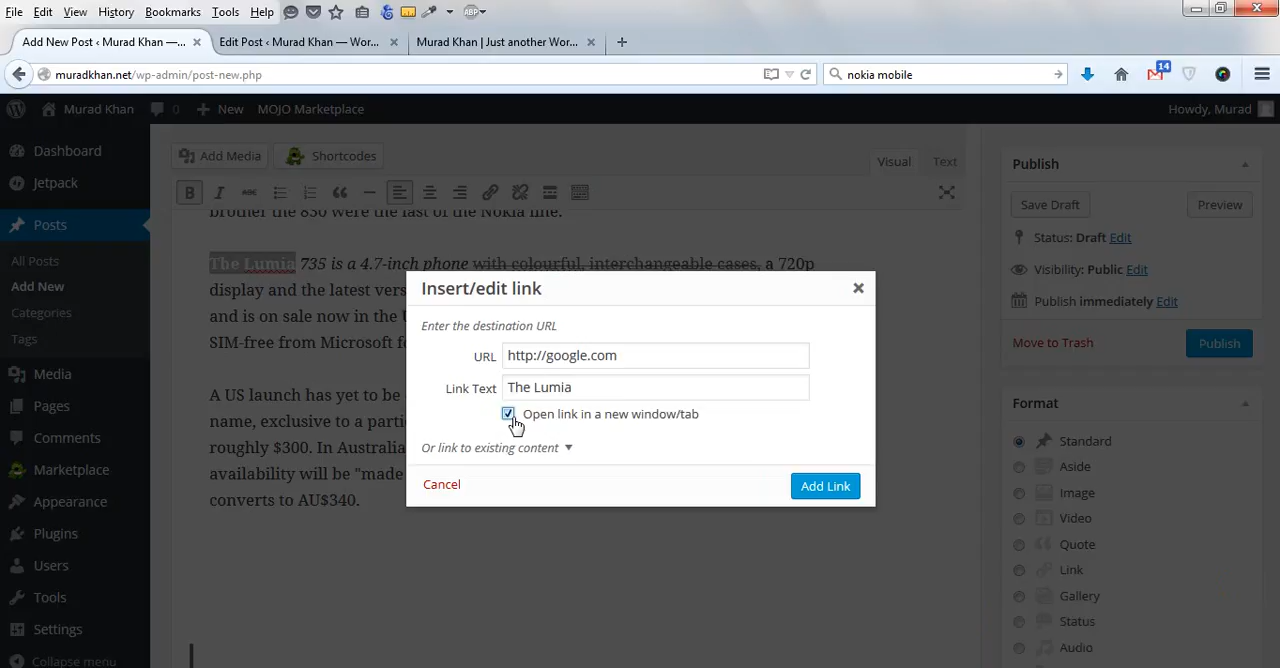 File Edit View History Bookmarks Tools Help ABP
Add New Post ‹ Murad Khan —... × Edit Post ‹ Murad Khan — Wor... × Murad Khan | Just another Wor... × +
muradkhan.net/wp-admin/post-new.php nokia mobile 14
Murad Khan 0 + New MOJO Marketplace Howdy, Murad
Dashboard
Jetpack
Posts
All Posts
Add New
Categories
Tags
Media
Pages
Comments
Marketplace
Appearance
Plugins
Users
Tools
Settings
Collapse menu
Add Media Shortcodes Visual Text
B I ABC
brother the 830 were the last of the Nokia line.
The Lumia 735 is a 4.7-inch phone with colourful, interchangeable cases, a 720p
display and the latest vers
and is on sale now in the U
SIM-free from Microsoft fo
A US launch has yet to be
name, exclusive to a parti
roughly $300. In Australia
availability will be "made
converts to AU$340.
Insert/edit link
Enter the destination URL
URL http://google.com
Link Text The Lumia
Open link in a new window/tab
Or link to existing content
Cancel Add Link
Publish
Save Draft Preview
Status: Draft Edit
Visibility: Public Edit
Publish immediately Edit
Move to Trash Publish
Format
Standard
Aside
Image
Video
Quote
Link
Gallery
Status
Audio